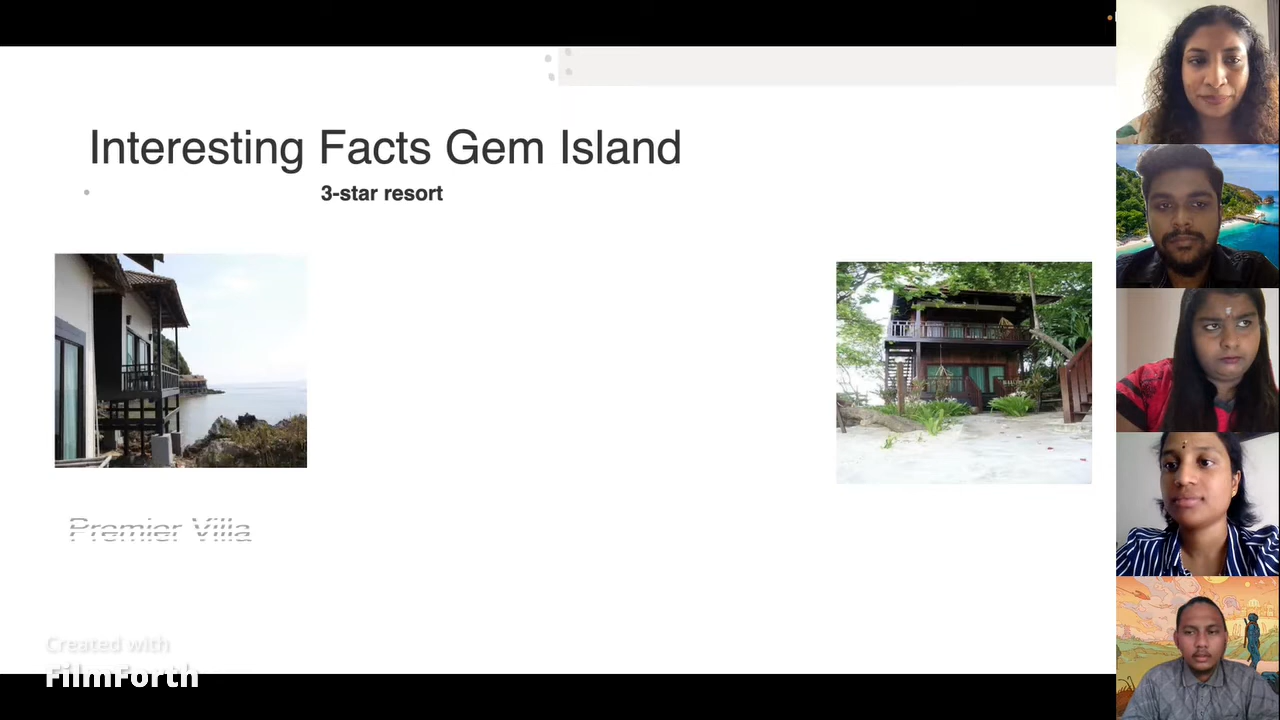 Interesting Facts Gem Island
3-star resort
Premier Villa
Created with
FilmForth